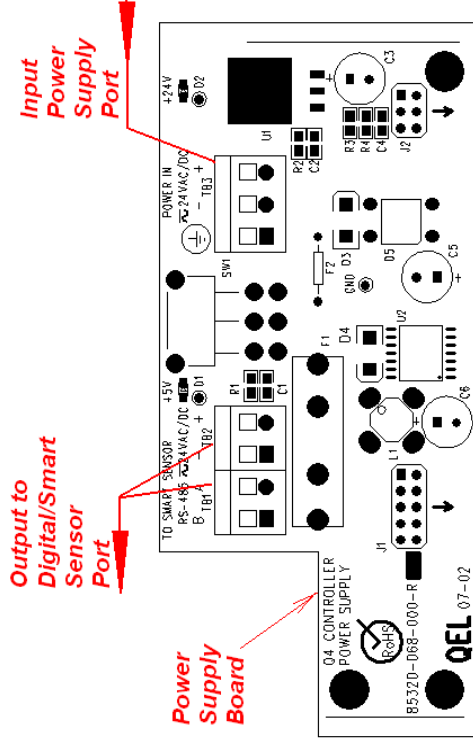 Input
Power
Supply
Port
Output to
Digital/Smart
Sensor
Port
Power
Supply
Board
+24V
D2
POWER IN
24VAC/DC
- +
TB3
SW1
U1
C3
+
R2
C2
R3
R4
C4
J2
TO SMART SENSOR
RS-485 24VAC/DC
B A - +
TB1 TB2
+5V
D1
R1
C1
F1
F2
GND
D3
D5
C5
+
D4
U2
L1
C6
+
J1
Q4 CONTROLLER
POWER SUPPLY
RoHS
85320-068-000-R
QEL 07-02